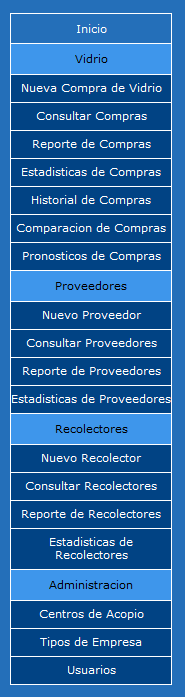 Inicio
Vidrio
Nueva Compra de Vidrio
Consultar Compras
Reporte de Compras
Estadisticas de Compras
Historial de Compras
Comparacion de Compras
Pronosticos de Compras
Proveedores
Nuevo Proveedor
Consultar Proveedores
Reporte de Proveedores
Estadisticas de Proveedores
Recolectores
Nuevo Recolector
Consultar Recolectores
Reporte de Recolectores
Estadisticas de
Recolectores
Administracion
Centros de Acopio
Tipos de Empresa
Usuarios